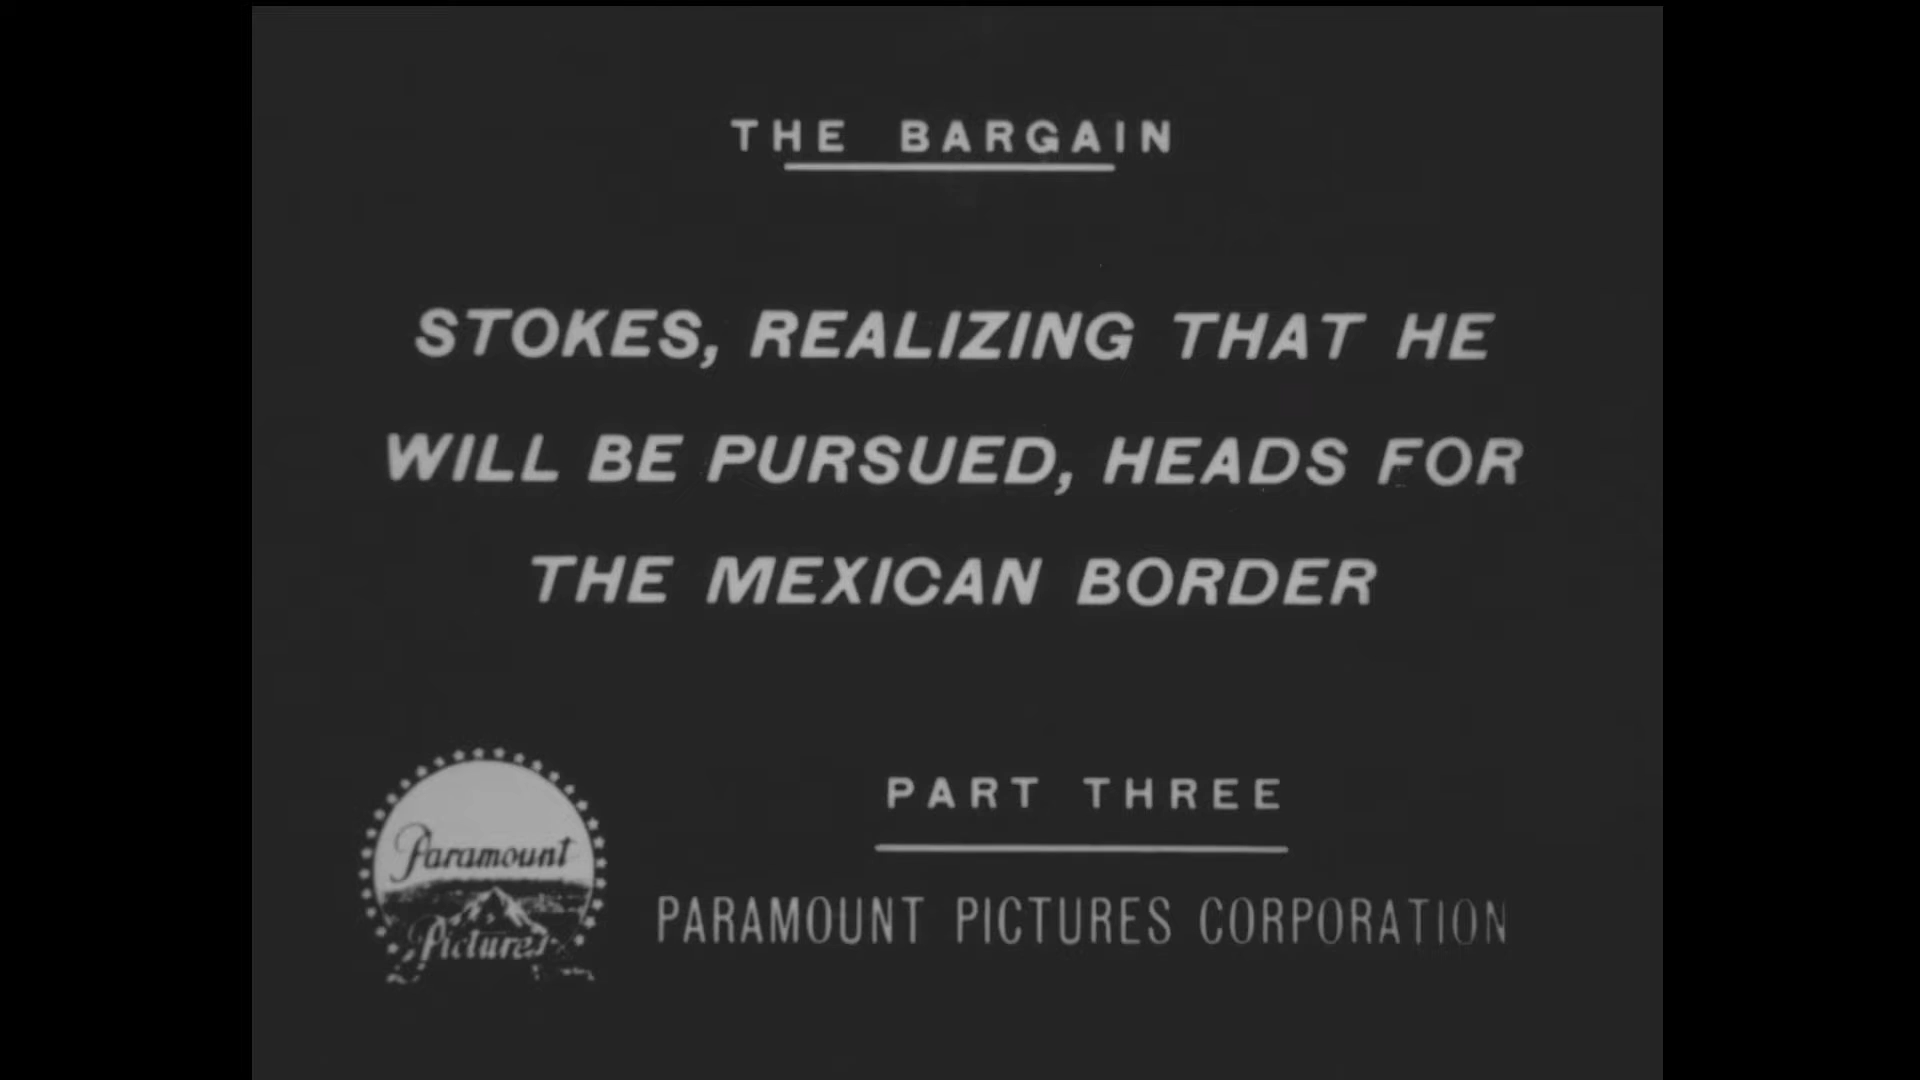 THE BARGAIN
STOKES, REALIZING THAT HE
WILL BE PURSUED, HEADS FOR
THE MEXICAN BORDER
PART THREE
Paramount
Pictures
PARAMOUNT PICTURES CORPORATION